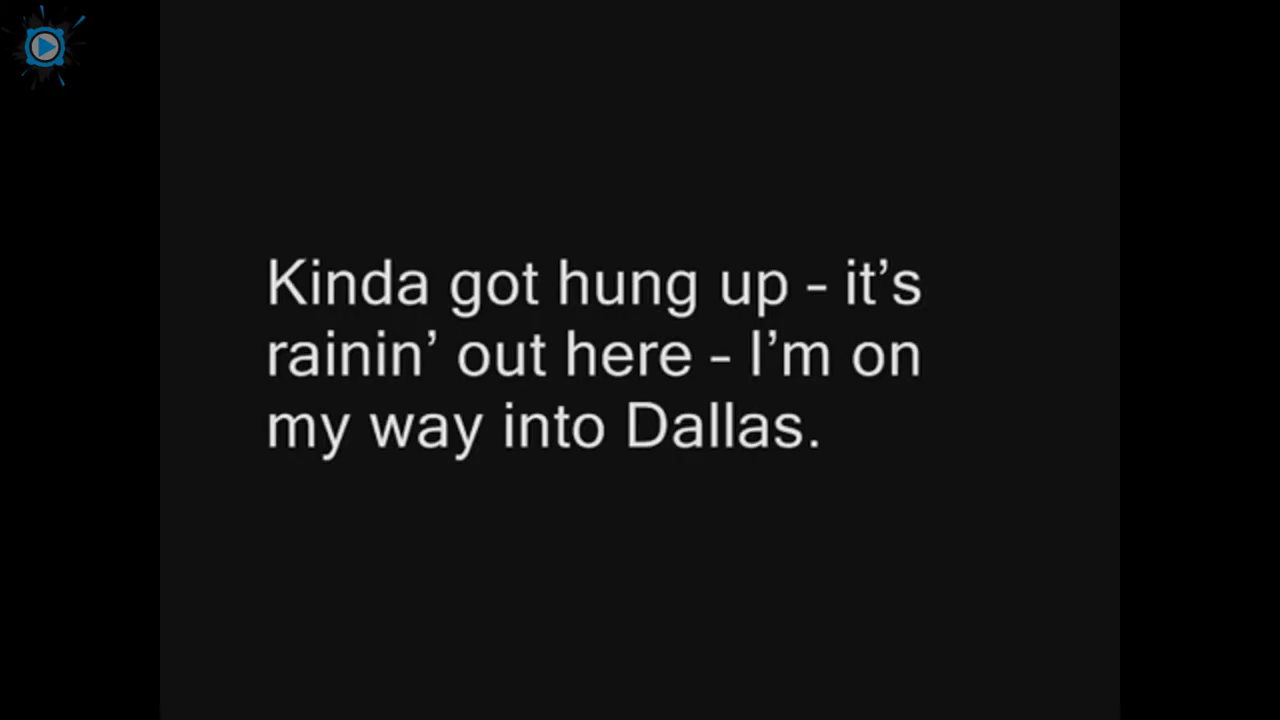 Kinda got hung up - it’s
rainin’ out here - I’m on
my way into Dallas.